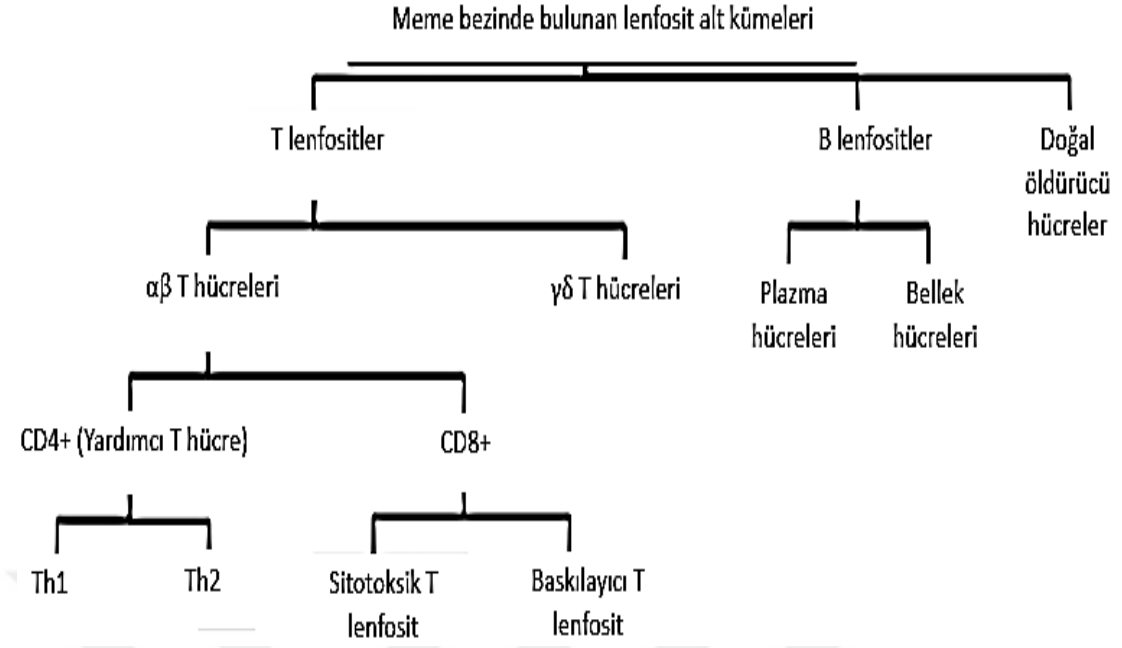 Meme bezinde bulunan lenfosit alt kümeleri
T lenfositler
B lenfositler
Doğal
öldürücü
hücreler
αβ T hücreleri
γδ T hücreleri
Plazma
hücreleri
Bellek
hücreleri
CD4+ (Yardımcı T hücre)
CD8+
Th1
Th2
Sitotoksik T
lenfosit
Baskılayıcı T
lenfosit